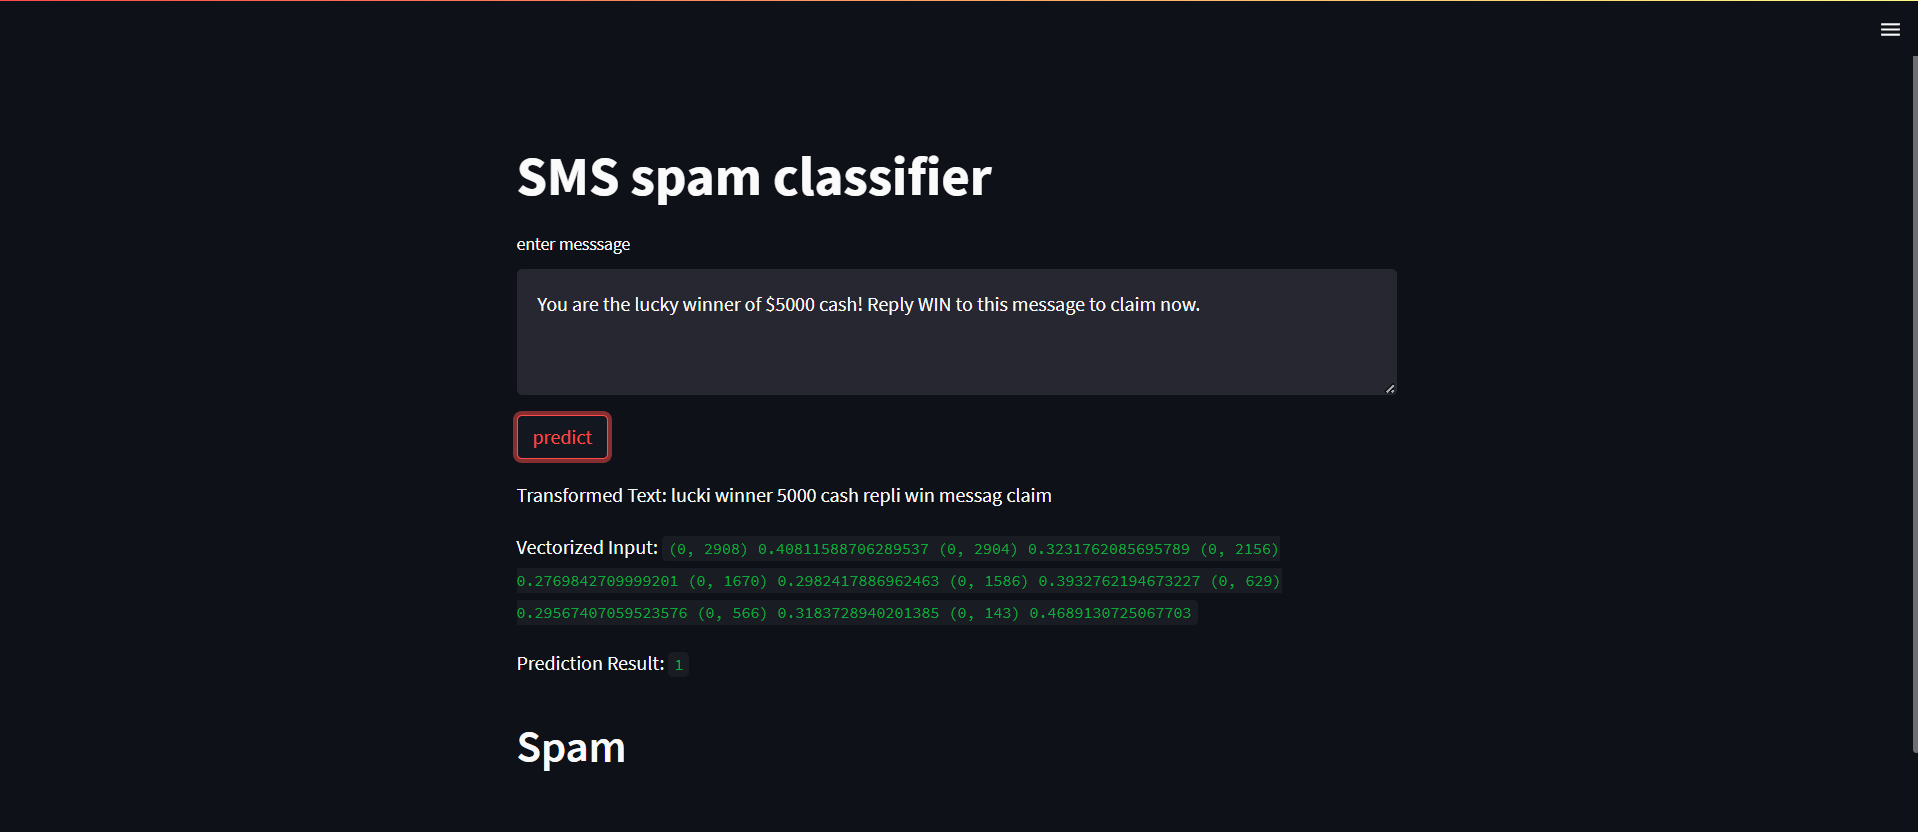 SMS spam classifier
enter messsage
You are the lucky winner of $5000 cash! Reply WIN to this message to claim now.
predict
Transformed Text: lucki winner 5000 cash repli win messag claim
Vectorized Input: (0, 2908) 0.40811588706289537 (0, 2904) 0.3231762085695789 (0, 2156)
0.2769842709999201 (0, 1670) 0.2982417886962463 (0, 1586) 0.3932762194673227 (0, 629)
0.29567407059523576 (0, 566) 0.3183728940201385 (0, 143) 0.4689130725067703
Prediction Result: 1
Spam